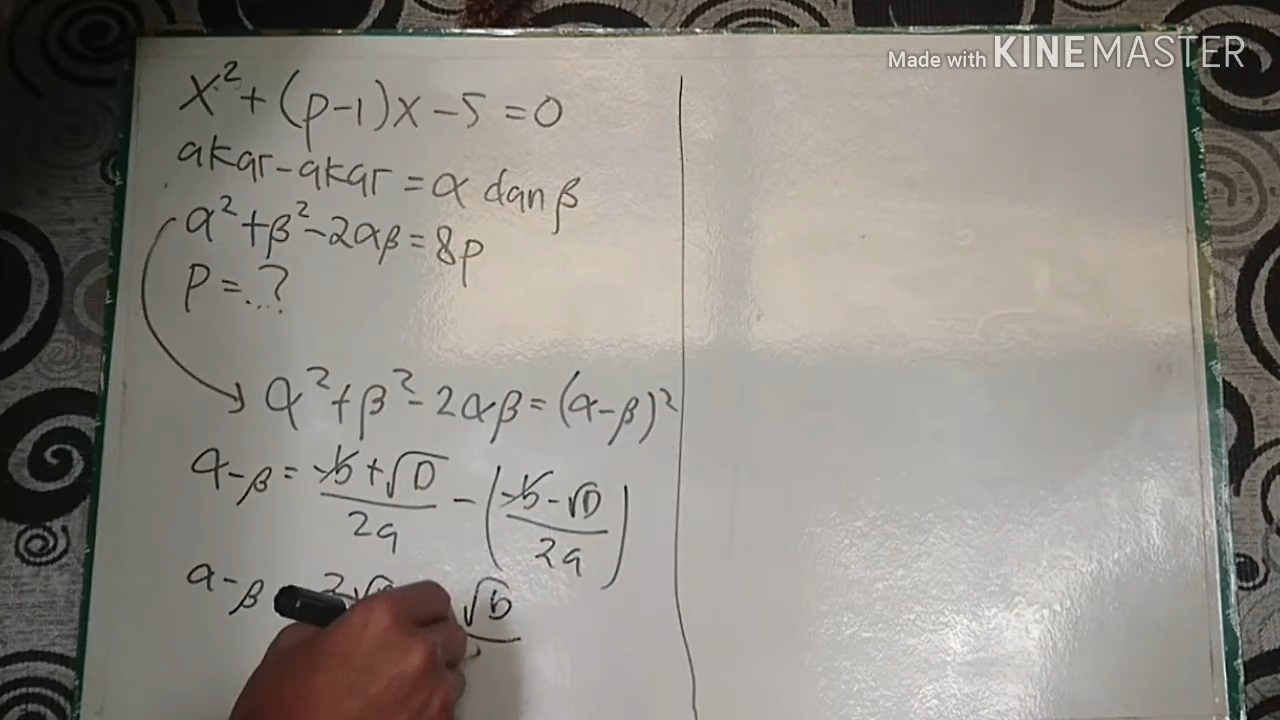 Made with KINEMASTER
x² + (p-1)x - 5 = 0
akar-akar = α dan β
α² + β² - 2αβ = 8p
P = ...?
α² + β² - 2αβ = (α-β)²
α-β = (-b+√D)/2a - ((-b-√D)/2a)
α-β 2√ √D